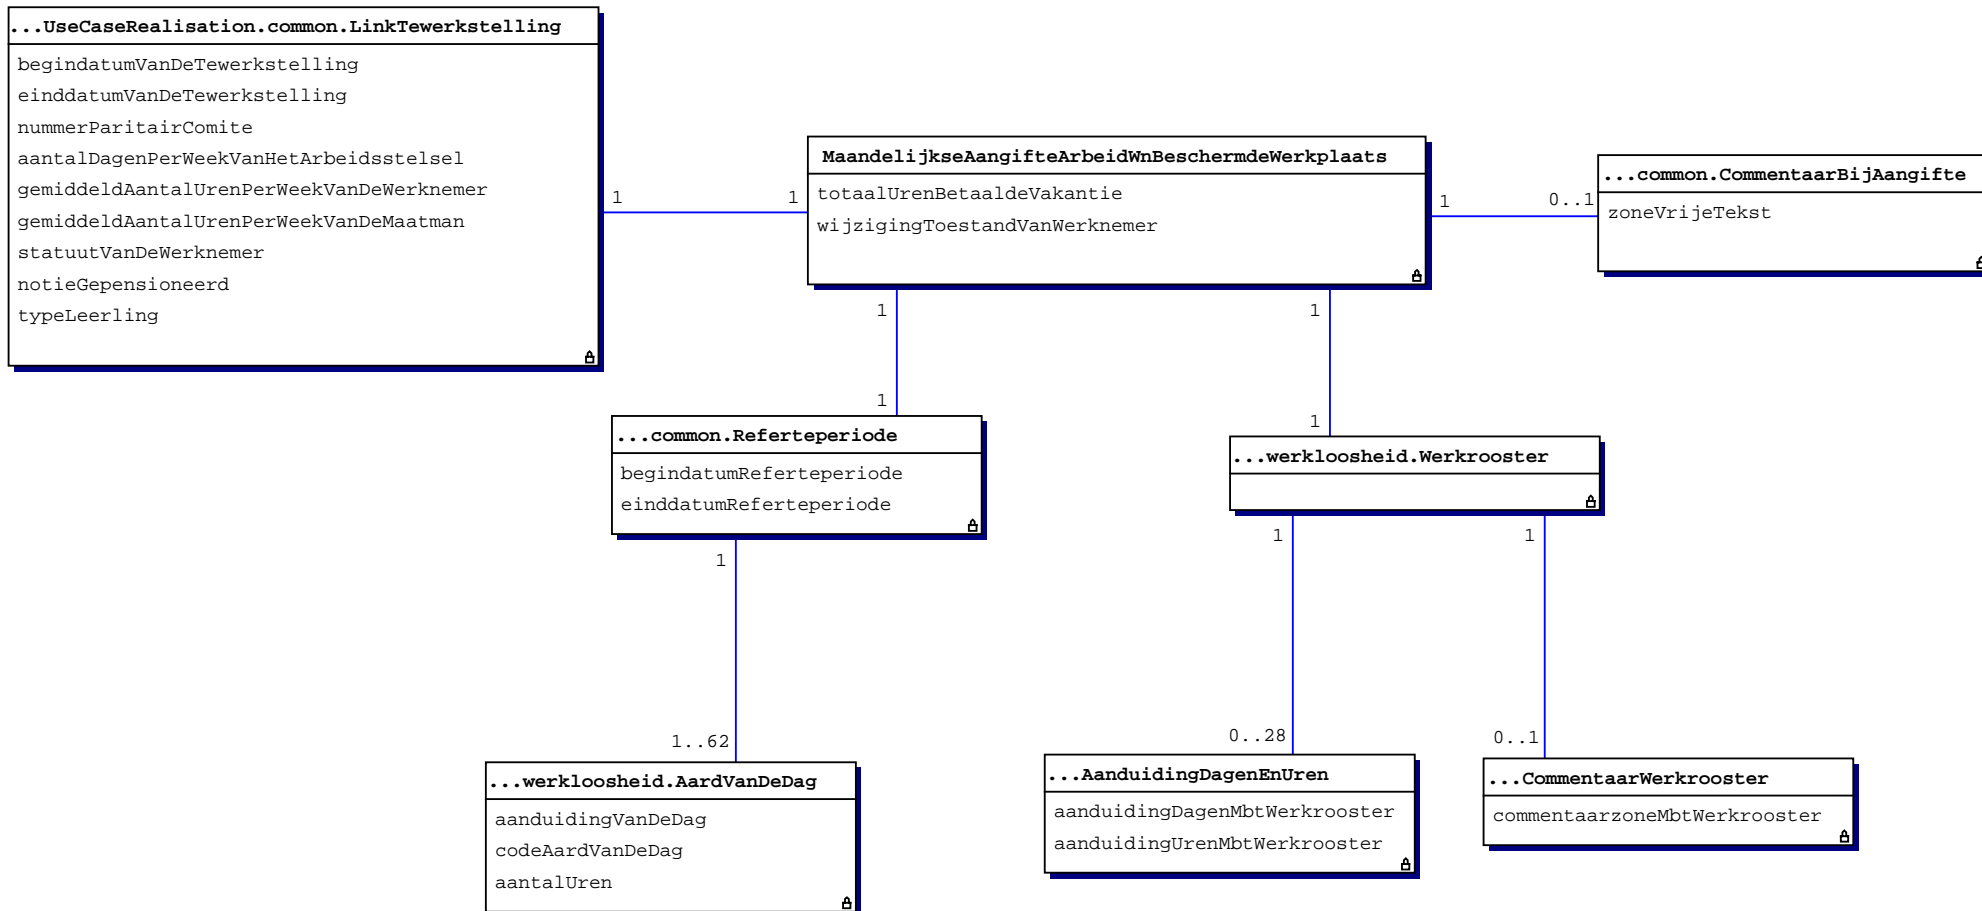 ...UseCaseRealisation.common.LinkTewerkstelling
begindatumVanDeTewerkstelling
einddatumVanDeTewerkstelling
nummerParitairComite
aantalDagenPerWeekVanHetArbeidsstelsel
gemiddeldAantalUrenPerWeekVanDeWerknemer
gemiddeldAantalUrenPerWeekVanDeMaatman
statuutVanDeWerknemer
notieGepensioneerd
typeLeerling
1
1
MaandelijkseAangifteArbeidWnBeschermdeWerkplaats
totaalUrenBetaaldeVakantie
wijzigingToestandVanWerknemer
1
0..1
...common.CommentaarBijAangifte
zoneVrijeTekst
1
1
1
1
...common.Referteperiode
begindatumReferteperiode
einddatumReferteperiode
...werkloosheid.Werkrooster
1
1
1
1..62
0..28
0..1
...werkloosheid.AardVanDeDag
aanduidingVanDeDag
codeAardVanDeDag
aantalUren
...AanduidingDagenEnUren
aanduidingDagenMbtWerkrooster
aanduidingUrenMbtWerkrooster
...CommentaarWerkrooster
commentaarzoneMbtWerkrooster